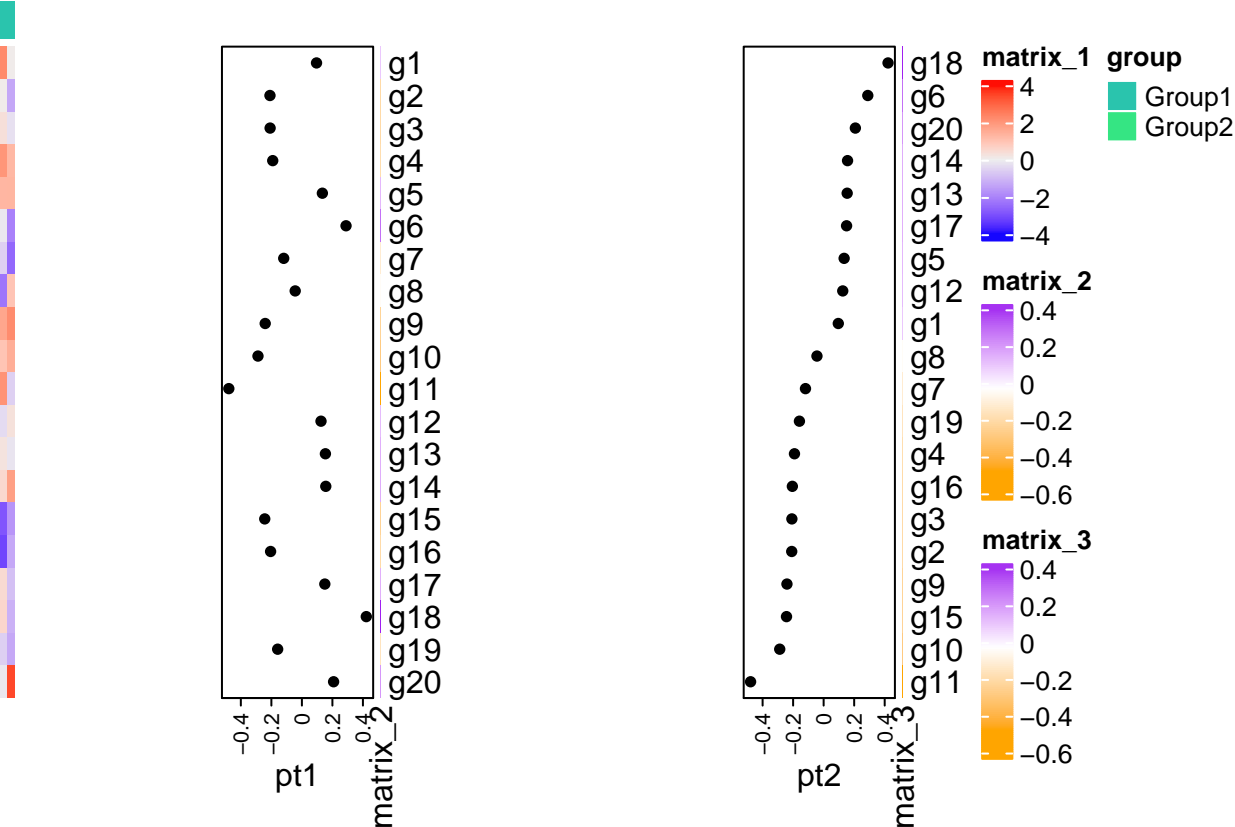 g1
g2
g3
g4
g5
g6
g7
g8
g9
g10
g11
g12
g13
g14
g15
g16
g17
g18
g19
g20
−0.4
−0.2
0
0.2
0.4
pt1
matrix_2
g18
g6
g20
g14
g13
g17
g5
g12
g1
g8
g7
g19
g4
g16
g3
g2
g9
g15
g10
g11
−0.4
−0.2
0
0.2
0.4
pt2
matrix_3
matrix_1
4
2
0
−2
−4
matrix_2
0.4
0.2
0
−0.2
−0.4
−0.6
matrix_3
0.4
0.2
0
−0.2
−0.4
−0.6
group
Group1
Group2